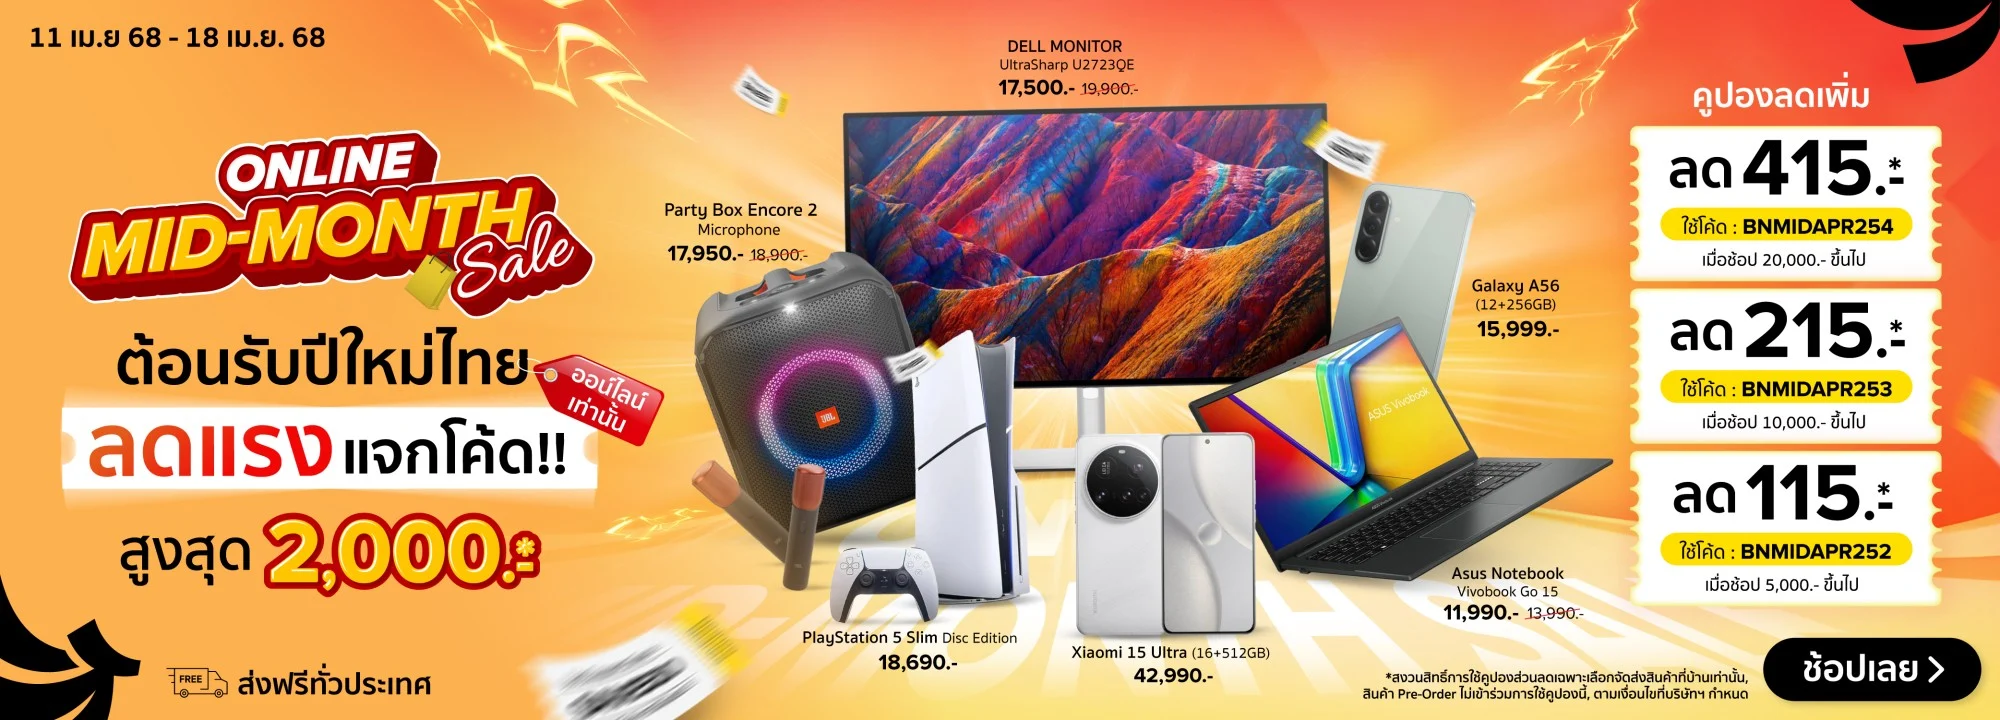 11 เม.ย 68 - 18 เม.ย. 68
ONLINE
MID-MONTH
Sale
ต้อนรับปีใหม่ไทย
ออนไลน์
เท่านั้น
ลดแรง แจกโค้ด!!
สูงสุด 2,000.-*
FREE ส่งฟรีทั่วประเทศ
DELL MONITOR
UltraSharp U2723QE
17,500.- 19,900.-
Party Box Encore 2
Microphone
17,950.- 18,900.-
JBL
Galaxy A56
(12+256GB)
15,999.-
ASUS Vivobook
PlayStation 5 Slim Disc Edition
18,690.-
Xiaomi 15 Ultra (16+512GB)
42,990.-
Asus Notebook
Vivobook Go 15
11,990.- 13,990.-
คูปองลดเพิ่ม
ลด 415.-*
ใช้โค้ด : BNMIDAPR254
เมื่อช้อป 20,000.- ขึ้นไป
ลด 215.-*
ใช้โค้ด : BNMIDAPR253
เมื่อช้อป 10,000.- ขึ้นไป
ลด 115.-*
ใช้โค้ด : BNMIDAPR252
เมื่อช้อป 5,000.- ขึ้นไป
*สงวนสิทธิ์การใช้คูปองส่วนลดเฉพาะเลือกจัดส่งสินค้าที่บ้านเท่านั้น,
สินค้า Pre-Order ไม่เข้าร่วมการใช้คูปองนี้, ตามเงื่อนไขที่บริษัทฯ กำหนด
ช้อปเลย